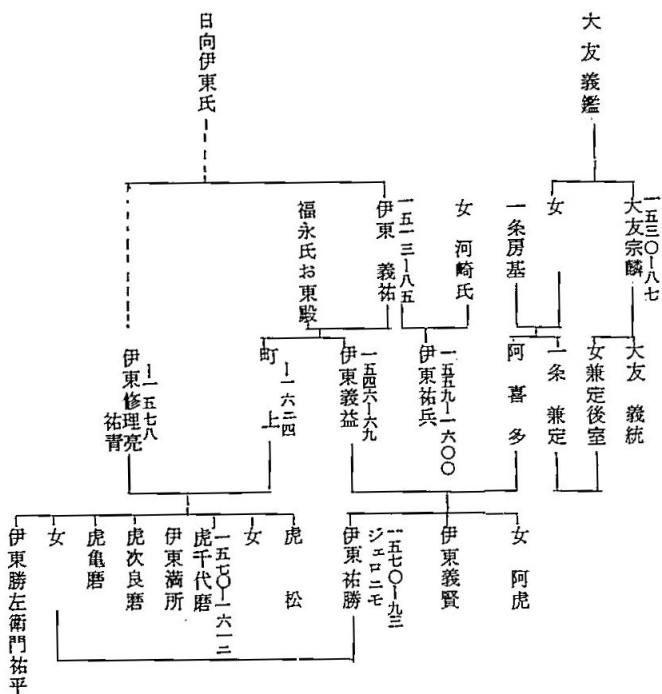 大友義鑑
一五三〇—八七
大友宗麟
女
一条房基
女　河崎氏
一五一三—八五
伊東　義祐
福永氏お東殿
日向伊東氏
大友　義統
女兼定後室
一条　兼定
阿　喜　多
一五五九—一六〇〇
伊東祐兵
一五四六—六九
伊東義益
町　上
—一六二四
—一五七八
伊東修理亮
祐青
女　阿虎
伊東義賢
一五七〇—九三
ジェロニモ
伊東祐勝
虎　松
女
一五七〇—一六一二
虎千代磨
伊東満所
虎次良磨
虎亀磨
女
伊東勝左衛門祐平